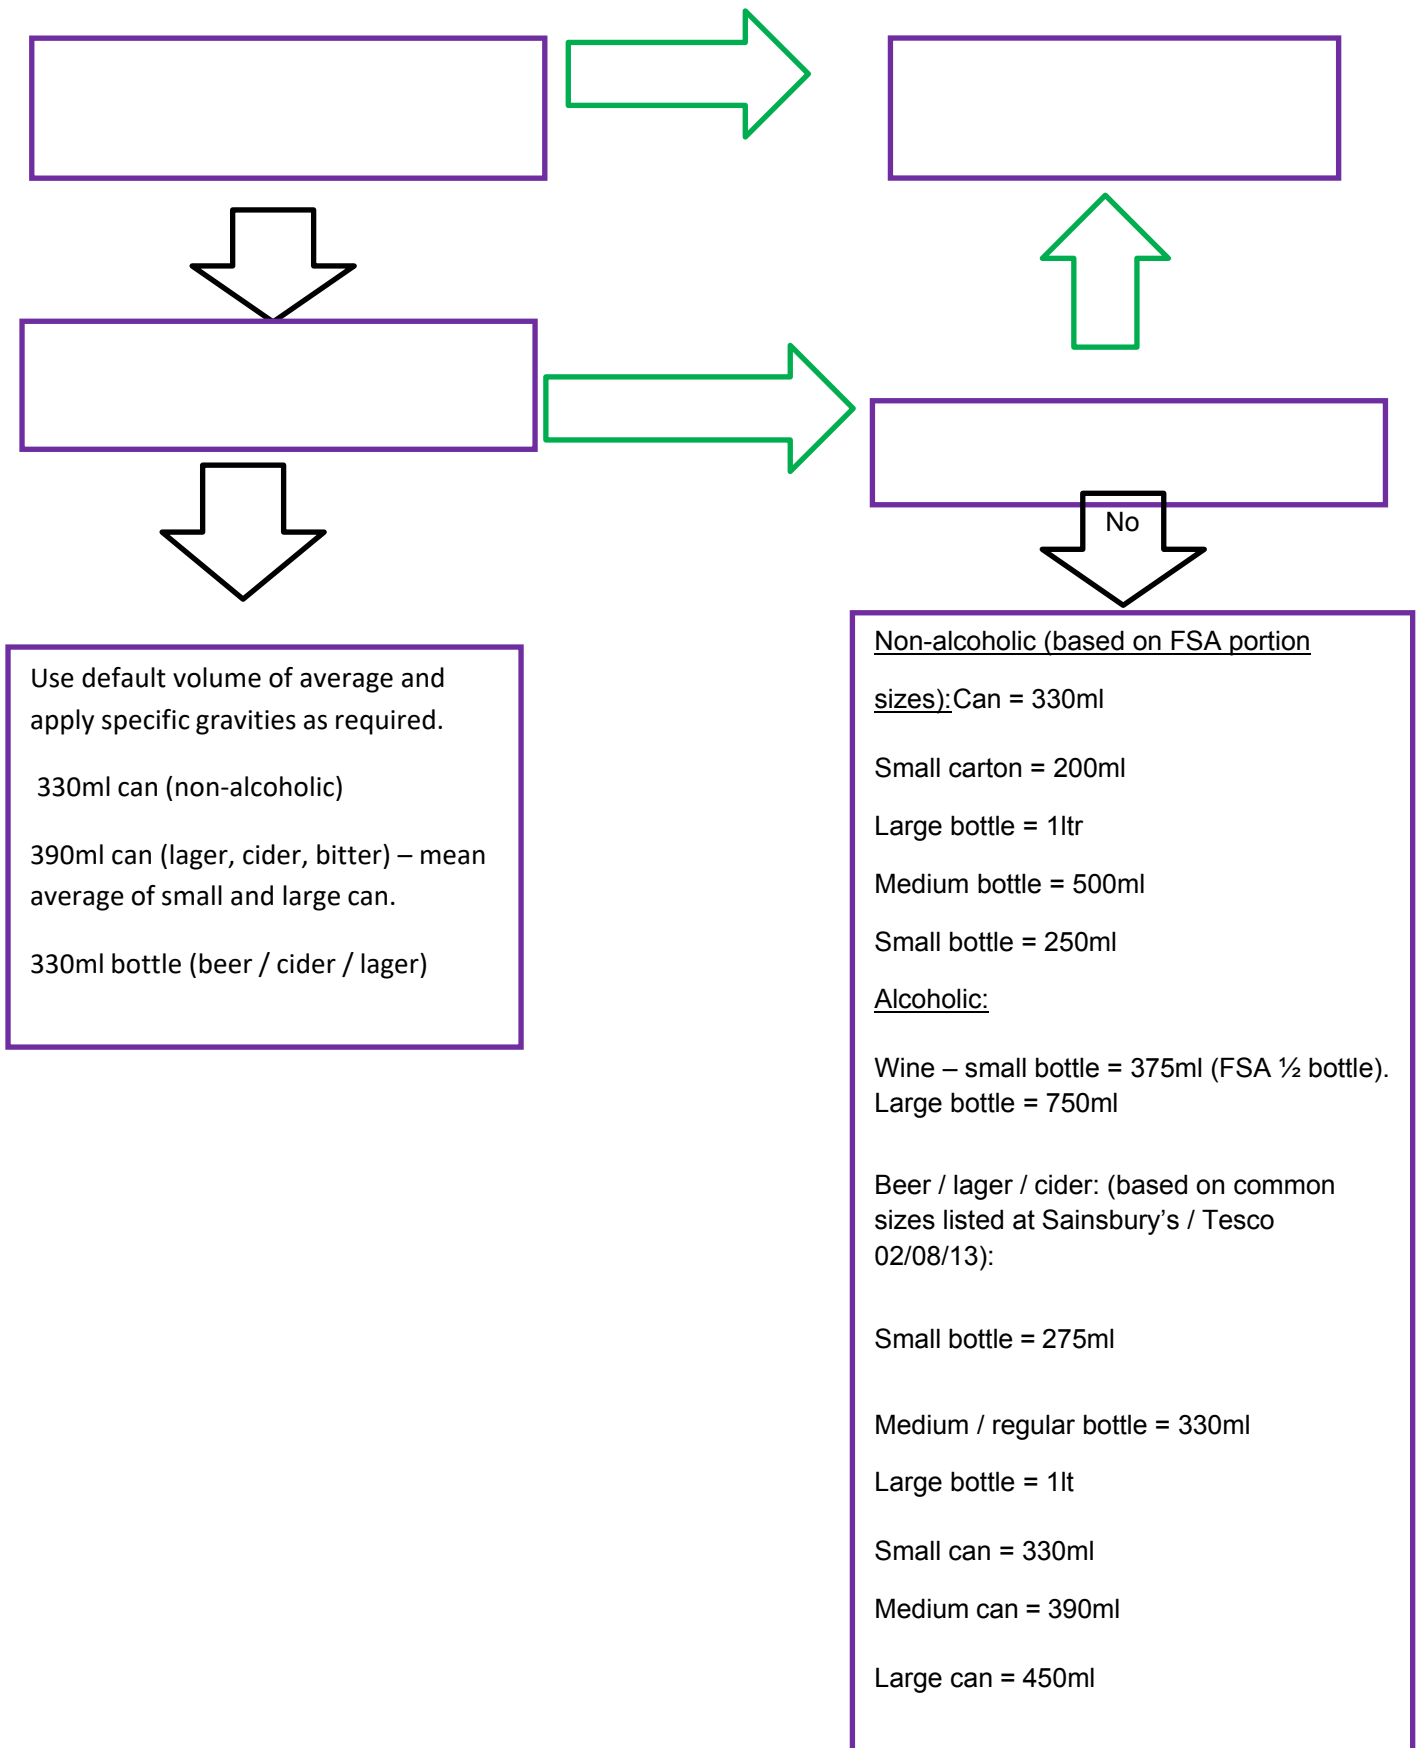 No
Use default volume of average and
apply specific gravities as required.
330ml can (non-alcoholic)
390ml can (lager, cider, bitter) – mean
average of small and large can.
330ml bottle (beer / cider / lager)
Non-alcoholic (based on FSA portion
sizes):Can = 330ml
Small carton = 200ml
Large bottle = 1ltr
Medium bottle = 500ml
Small bottle = 250ml
Alcoholic:
Wine – small bottle = 375ml (FSA ½ bottle).
Large bottle = 750ml
Beer / lager / cider: (based on common
sizes listed at Sainsbury’s / Tesco
02/08/13):
Small bottle = 275ml
Medium / regular bottle = 330ml
Large bottle = 1lt
Small can = 330ml
Medium can = 390ml
Large can = 450ml